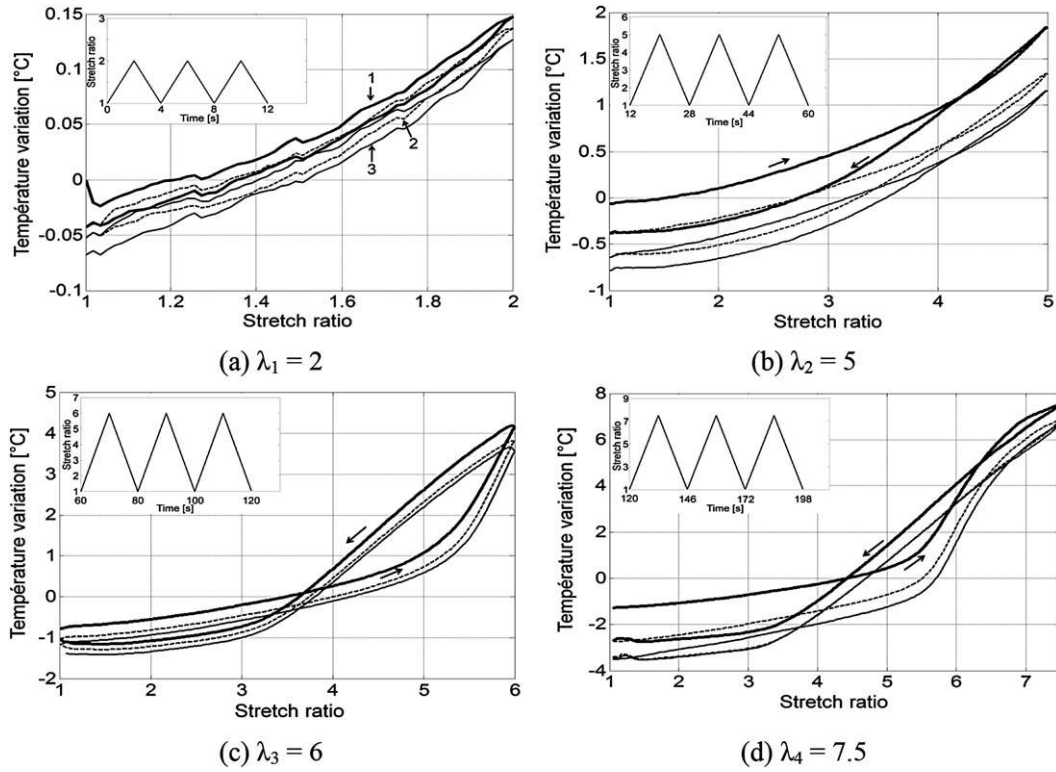 0.15
0.1
0.05
0
-0.05
-0.1
Température variation [°C]
3
2
1
Stretch ratio
0 4 8 12
Time [s]
1
2
3
1 1.2 1.4 1.6 1.8 2
Stretch ratio
(a) λ1 = 2
2
1.5
1
0.5
0
-0.5
-1
Température variation [°C]
6
5
4
3
2
1
Stretch ratio
12 28 44 60
Time [s]
1 2 3 4 5
Stretch ratio
(b) λ2 = 5
5
4
3
2
1
0
-1
-2
Température variation [°C]
7
6
5
4
3
2
1
Stretch ratio
60 80 100 120
Time [s]
1 2 3 4 5 6
Stretch ratio
(c) λ3 = 6
8
6
4
2
0
-2
-4
Température variation [°C]
9
7
5
3
1
Stretch ratio
120 146 172 198
Time [s]
1 2 3 4 5 6 7
Stretch ratio
(d) λ4 = 7.5